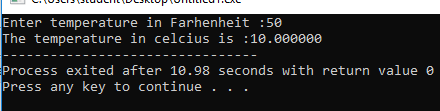 C:\Users\student\Desktop\Untitled1.exe
Enter temperature in Farhenheit :50
The temperature in celcius is :10.000000
--------------------------------
Process exited after 10.98 seconds with return value 0
Press any key to continue . . .